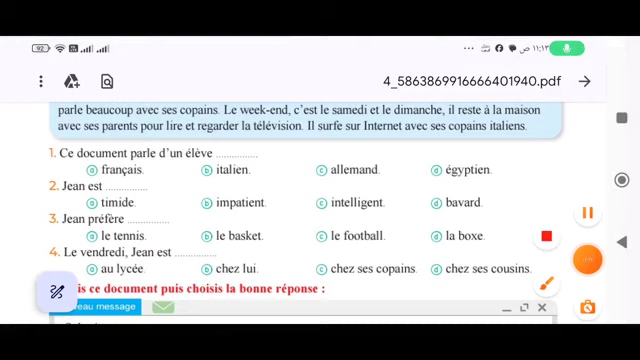 92 ١١:١٣ ص
4_5863869916666401940.pdf
parle beaucoup avec ses copains. Le week-end, c'est le samedi et le dimanche, il reste à la maison
avec ses parents pour lire et regarder la télévision. Il surfe sur Internet avec ses copains italiens.
1. Ce document parle d'un élève ..............
a français. b italien. c allemand. d égyptien.
2. Jean est ..............
a timide. b impatient. c intelligent. d bavard.
3. Jean préfère ..............
a le tennis. b le basket. c le football. d la boxe.
4. Le vendredi, Jean est ..............
a au lycée. b chez lui. c chez ses copains. d chez ses cousins.
is ce document puis choisis la bonne réponse :
veau message